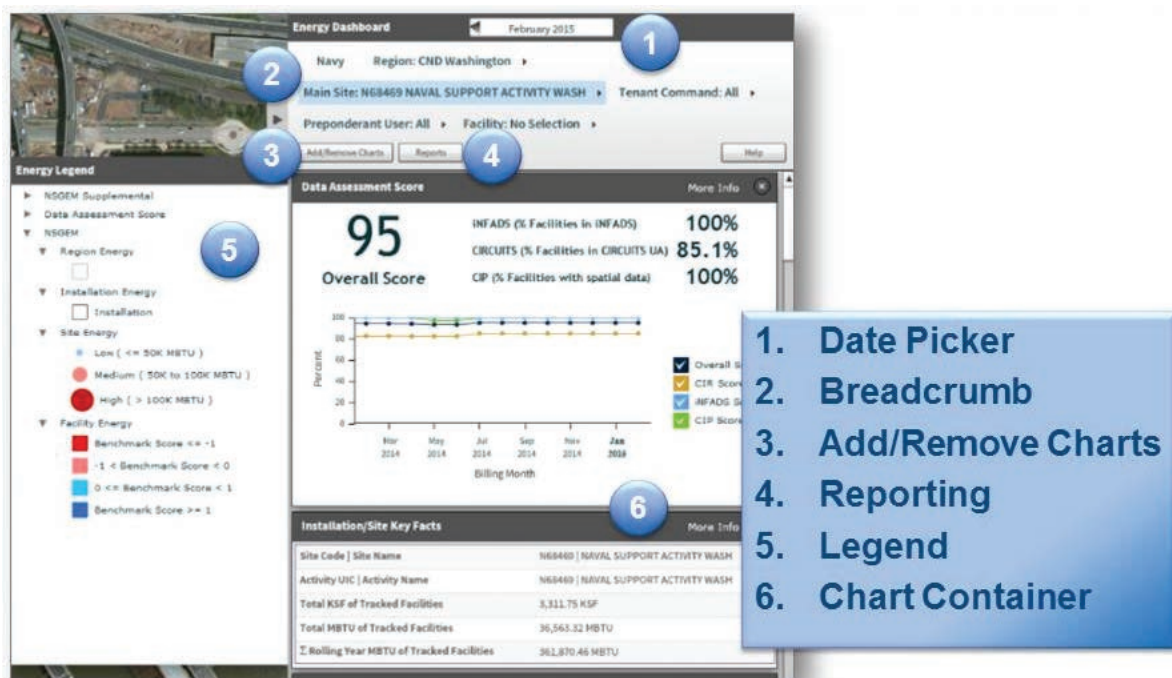 Energy Dashboard
February 2015
1
2
Navy Region: CND Washington
Main Site: N68469 NAVAL SUPPORT ACTIVITY WASH Tenant Command: All
Preponderant User: All Facility: No Selection
3
Add/Remove Charts Reports
4
Help
Energy Legend
NSGEM Supplemental
Data Assessment Score
NSGEM
Region Energy
5
Installation Energy
Installation
Site Energy
Low ( <= 50K MBTU )
Medium ( 50K to 100K MBTU )
High ( > 100K MBTU )
Facility Energy
Benchmark Score <= -1
-1 < Benchmark Score < 0
0 <= Benchmark Score < 1
Benchmark Score >= 1
Data Assessment Score More Info
95
Overall Score
iNFADS (% Facilities in iNFADS) 100%
CIRCUITS (% Facilities in CIRCUITS UA) 85.1%
CIP (% Facilities with spatial data) 100%
Percent
100
80
60
40
20
0
Mar May Jul Sep Nov Jan
2014 2014 2014 2014 2014
Billing Month
Overall
CIR Score
iNFADS
CIP Score
6
Installation/Site Key Facts More Info
Site Code | Site Name N68469 | NAVAL SUPPORT ACTIVITY WASH
Activity UIC | Activity Name N68469 | NAVAL SUPPORT ACTIVITY WASH
Total KSF of Tracked Facilities 3,311.75 KSF
Total MBTU of Tracked Facilities 36,563.32 MBTU
Σ Rolling Year MBTU of Tracked Facilities 361,870.46 MBTU
1. Date Picker
2. Breadcrumb
3. Add/Remove Charts
4. Reporting
5. Legend
6. Chart Container